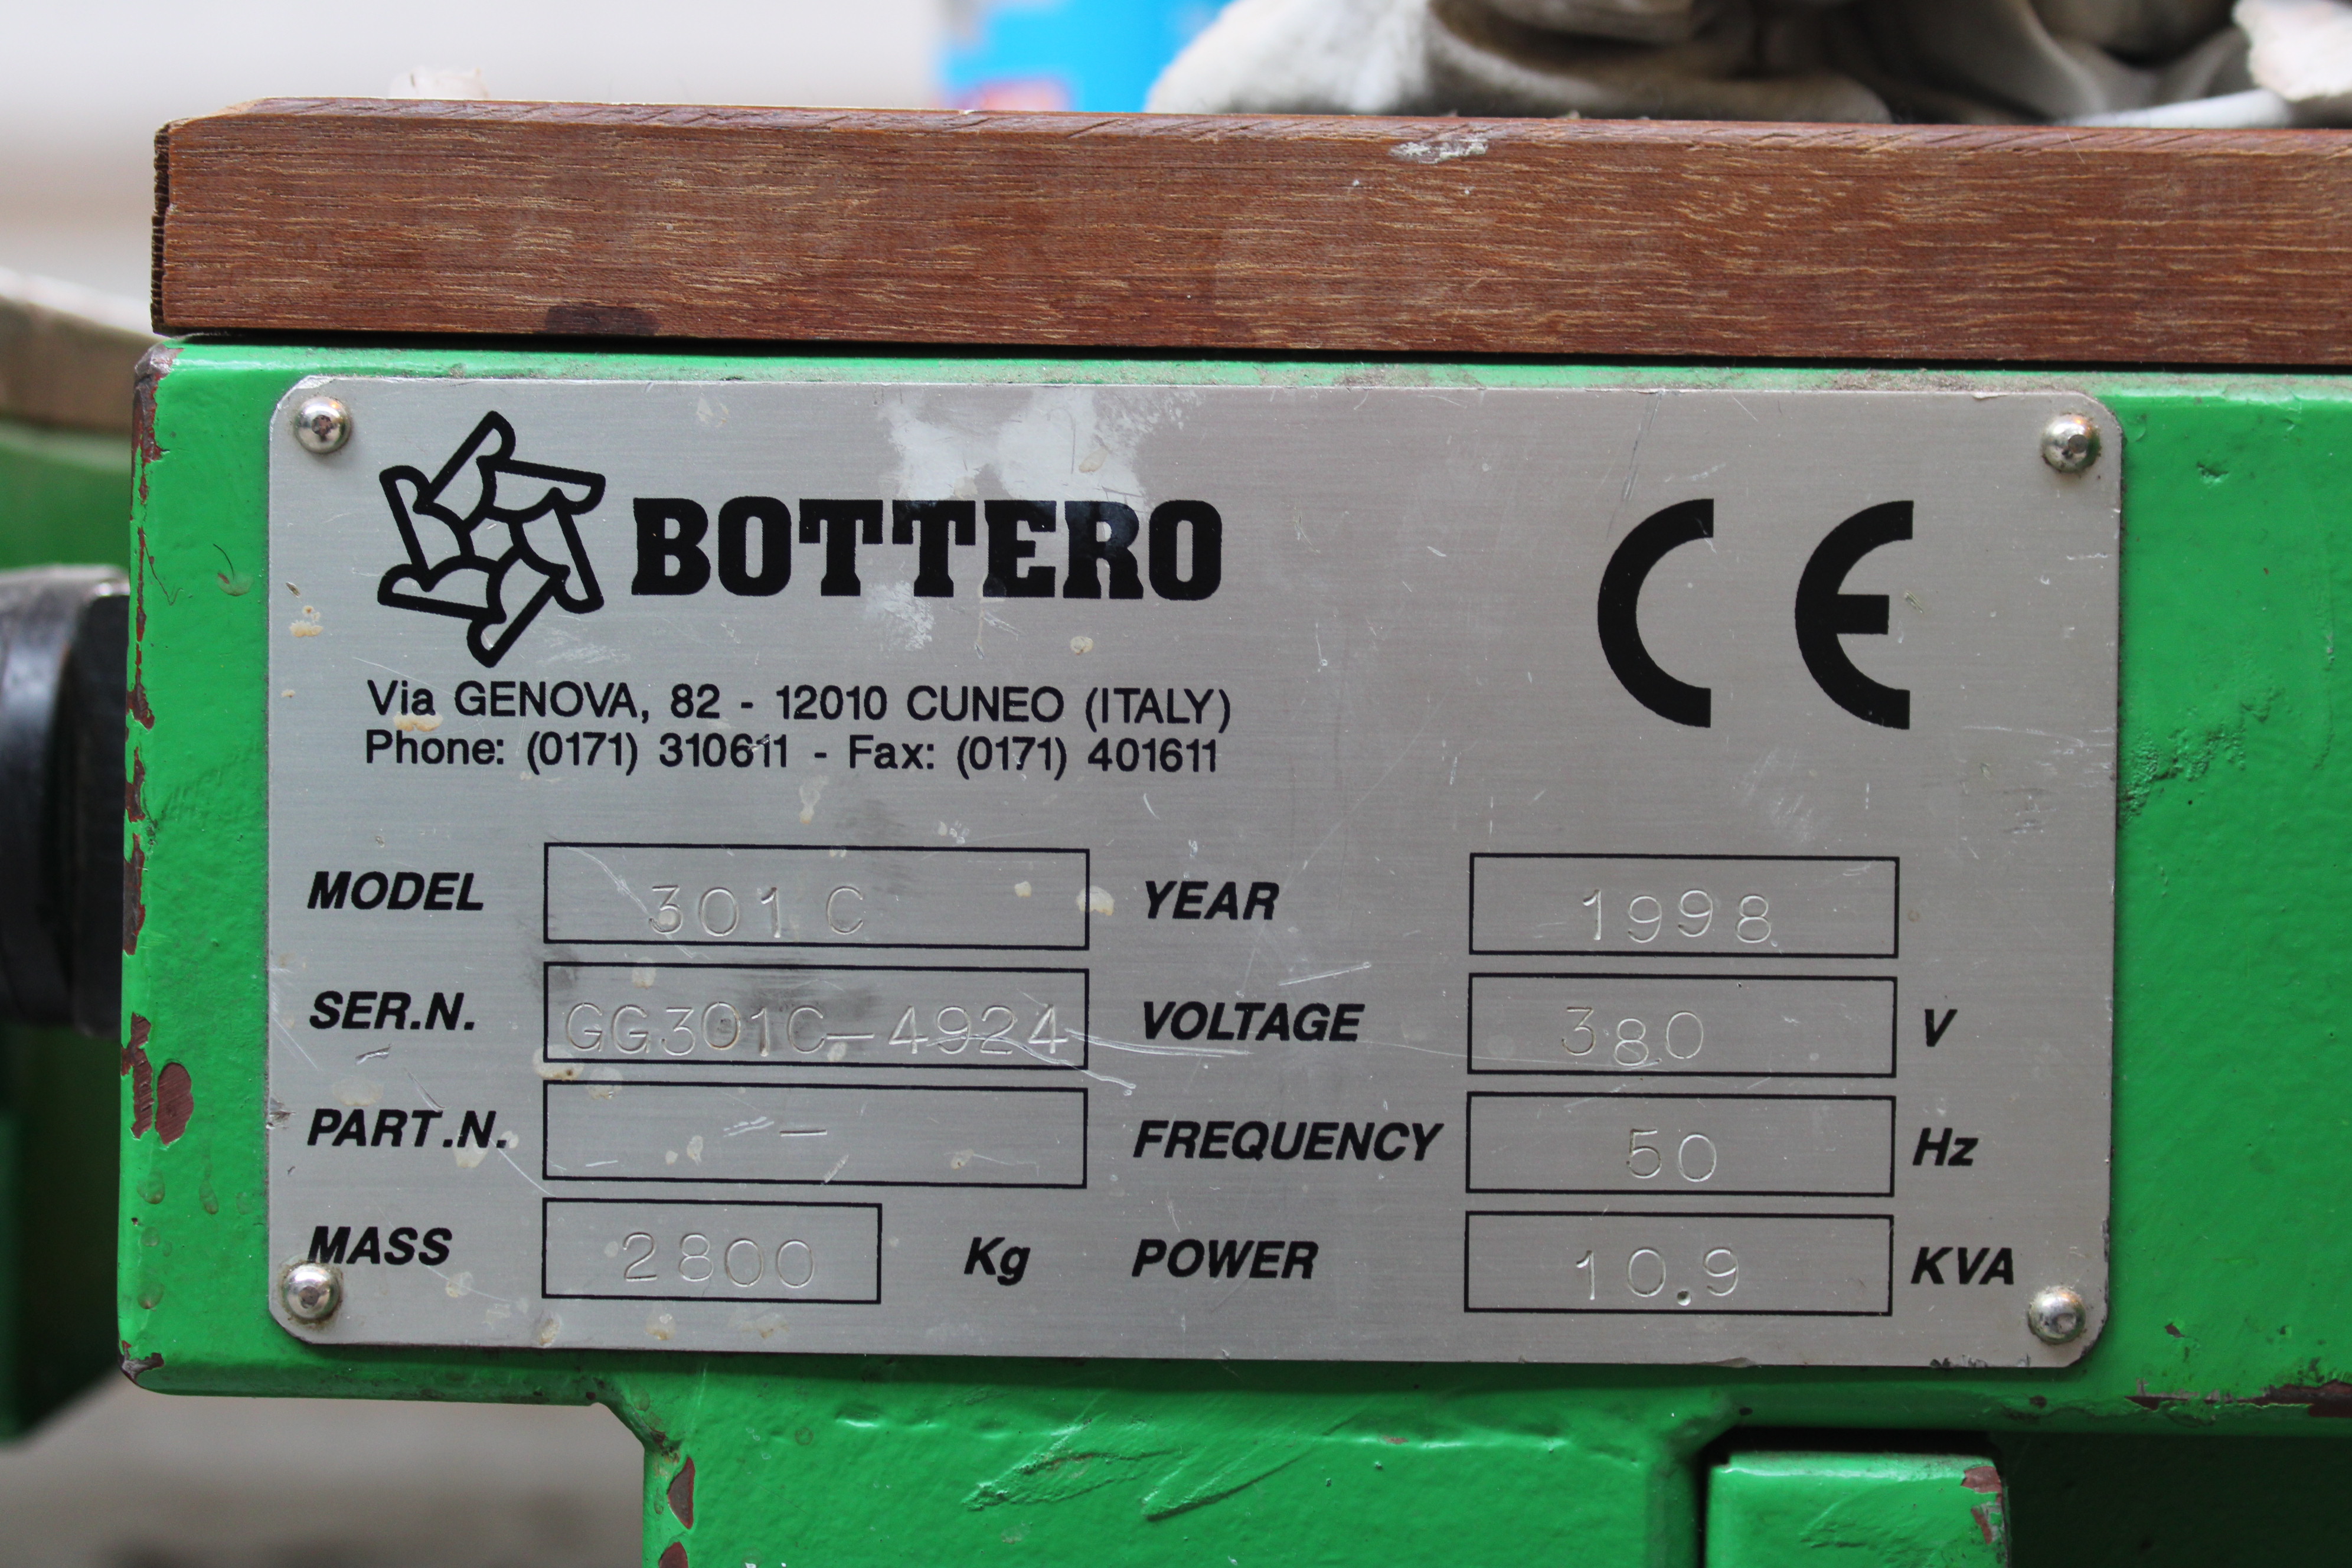 BOTTERO CE
Via GENOVA, 82 - 12010 CUNEO (ITALY)
Phone: (0171) 310611 - Fax: (0171) 401611
MODEL 301 C YEAR 1998
SER.N. GG301C-4924 VOLTAGE 380 V
PART.N. - FREQUENCY 50 Hz
MASS 2800 Kg POWER 10.9 KVA